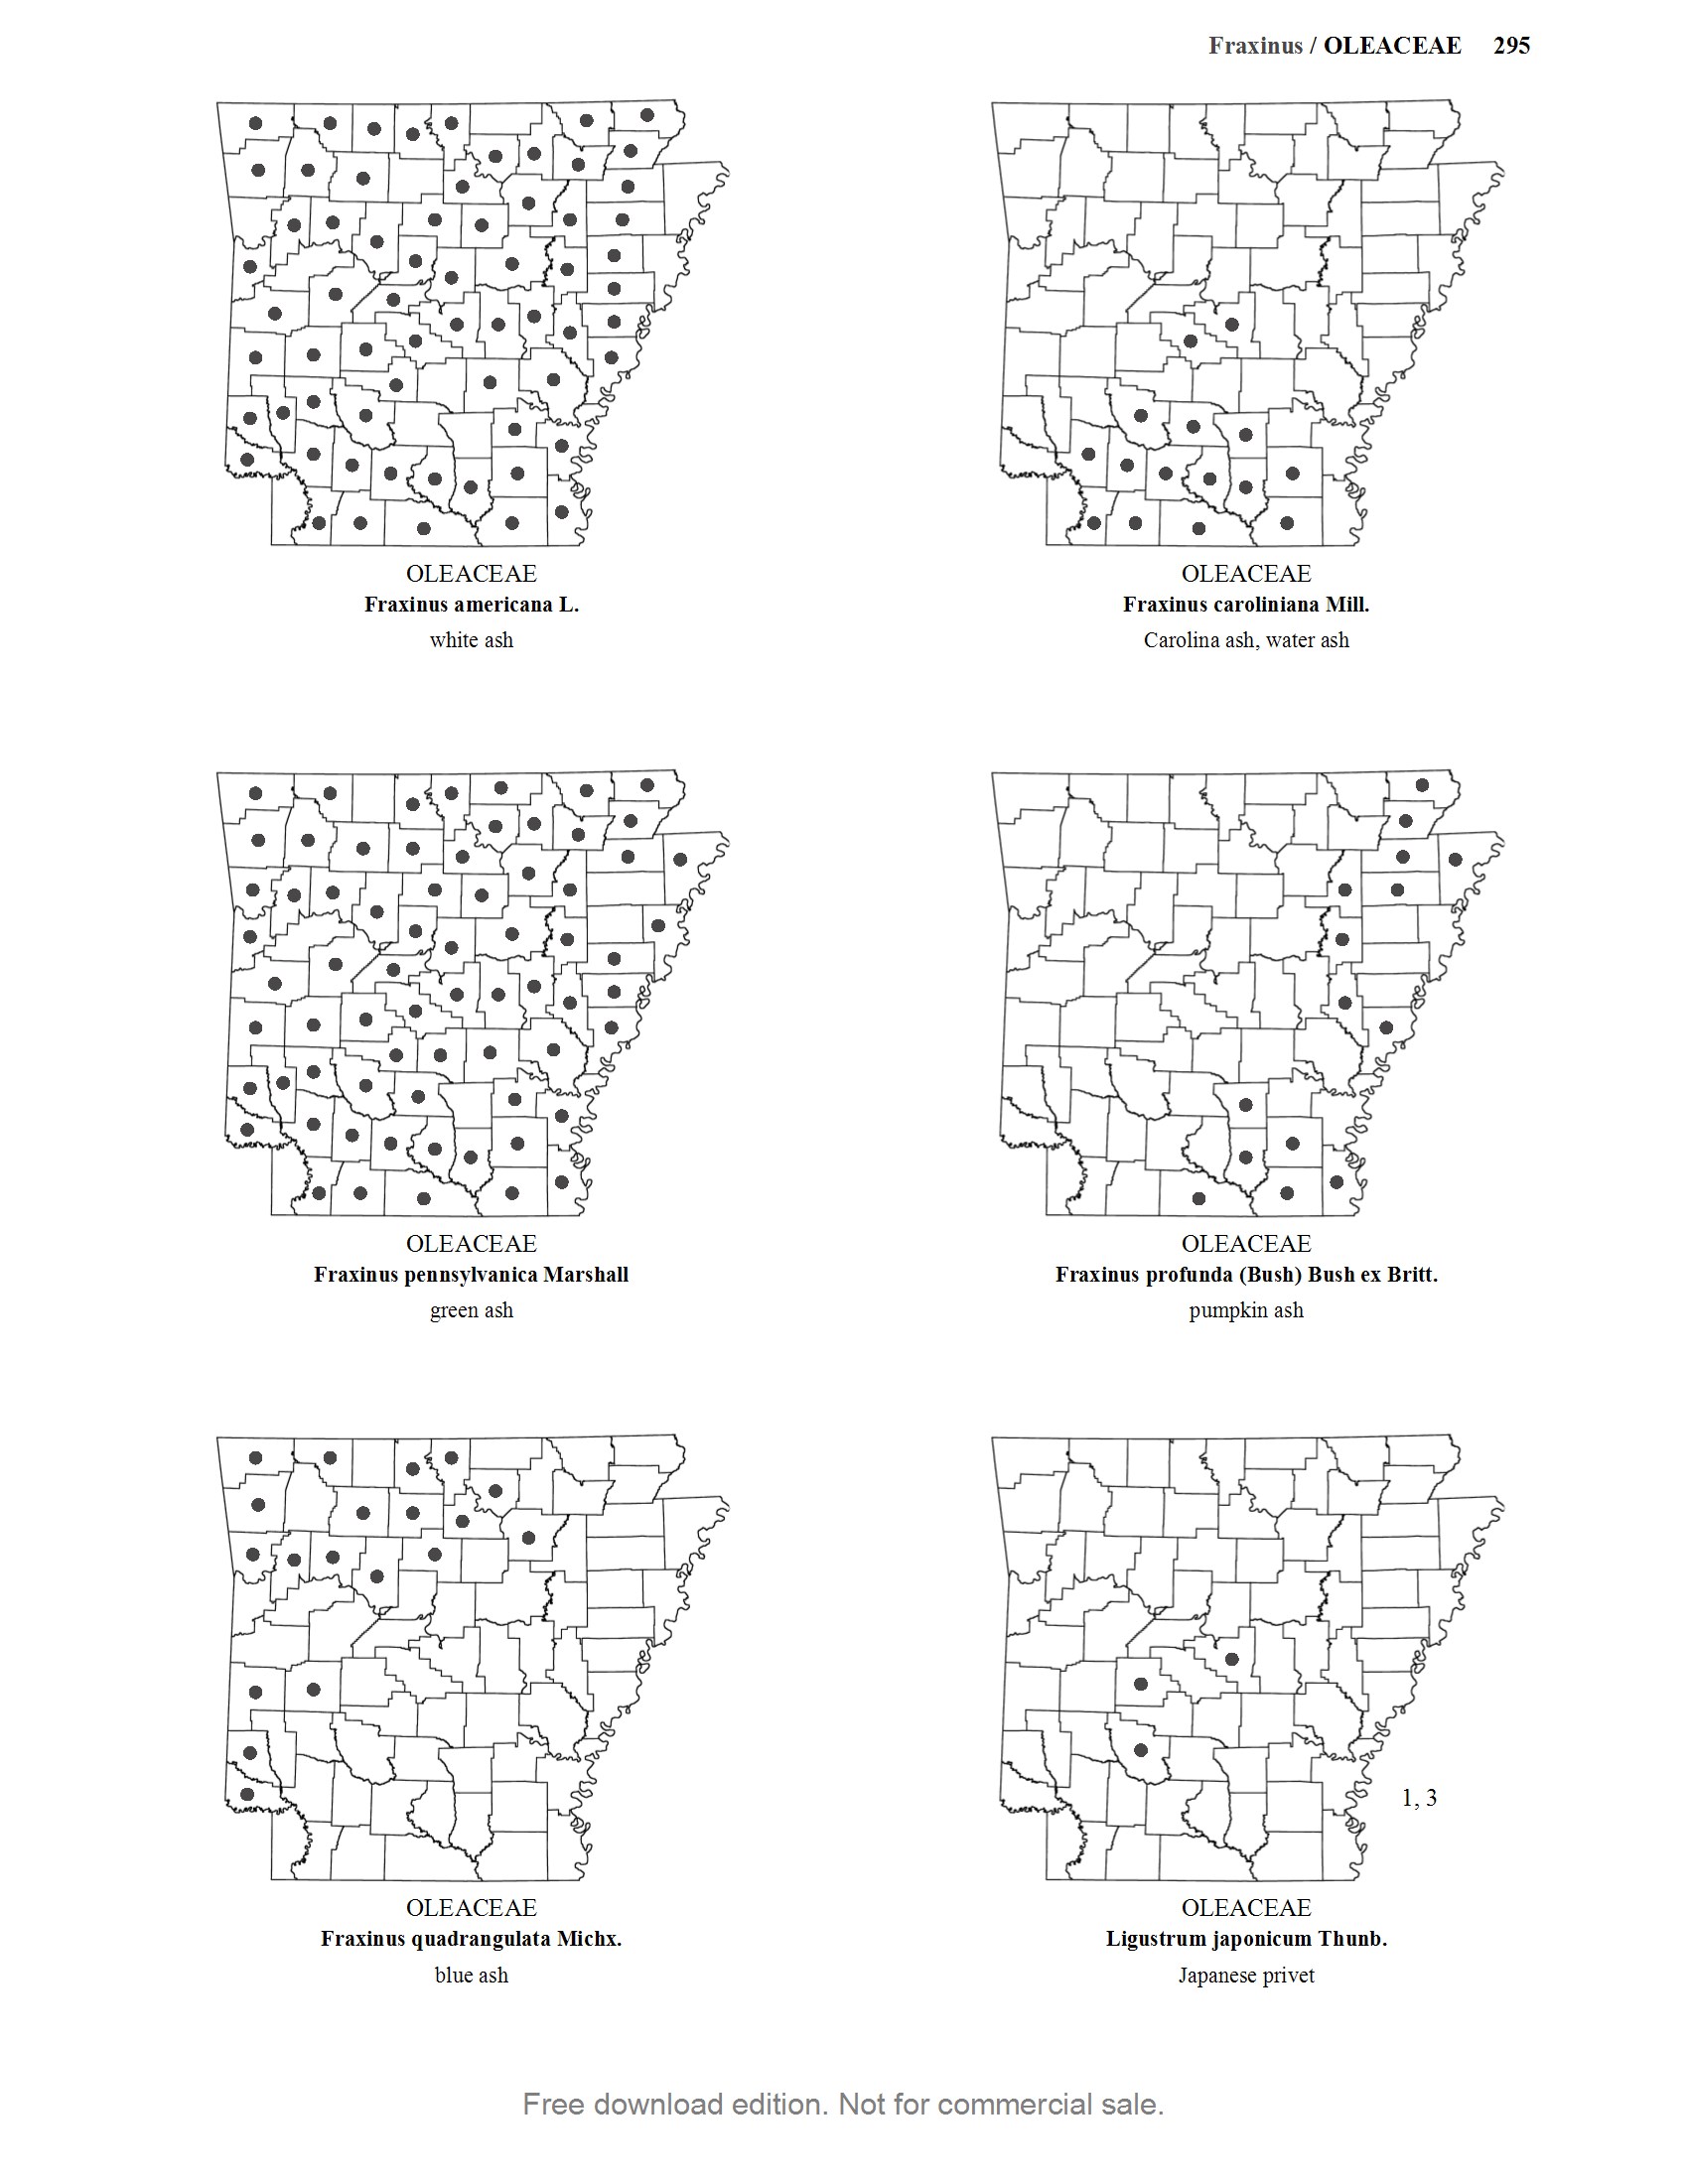 Fraxinus / OLEACEAE 295
OLEACEAE
Fraxinus americana L.
white ash
OLEACEAE
Fraxinus caroliniana Mill.
Carolina ash, water ash
OLEACEAE
Fraxinus pennsylvanica Marshall
green ash
OLEACEAE
Fraxinus profunda (Bush) Bush ex Britt.
pumpkin ash
OLEACEAE
Fraxinus quadrangulata Michx.
blue ash
1, 3
OLEACEAE
Ligustrum japonicum Thunb.
Japanese privet
Free download edition. Not for commercial sale.